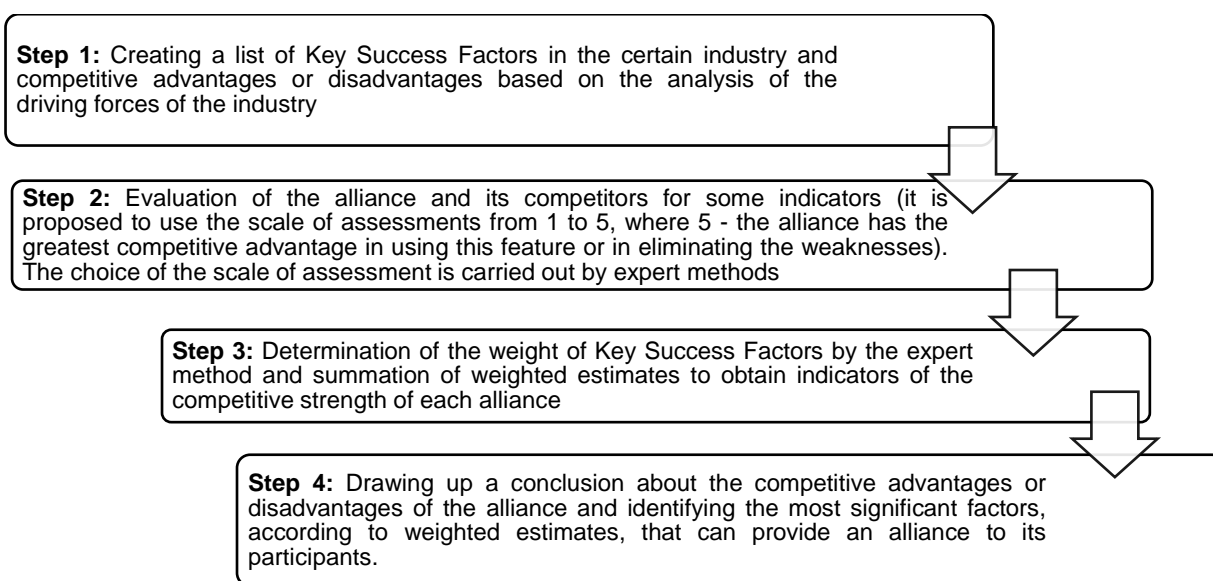 Step 1: Creating a list of Key Success Factors in the certain industry and
competitive advantages or disadvantages based on the analysis of the
driving forces of the industry
Step 2: Evaluation of the alliance and its competitors for some indicators (it is
proposed to use the scale of assessments from 1 to 5, where 5 - the alliance has the
greatest competitive advantage in using this feature or in eliminating the weaknesses).
The choice of the scale of assessment is carried out by expert methods
Step 3: Determination of the weight of Key Success Factors by the expert
method and summation of weighted estimates to obtain indicators of the
competitive strength of each alliance
Step 4: Drawing up a conclusion about the competitive advantages or
disadvantages of the alliance and identifying the most significant factors,
according to weighted estimates, that can provide an alliance to its
participants.